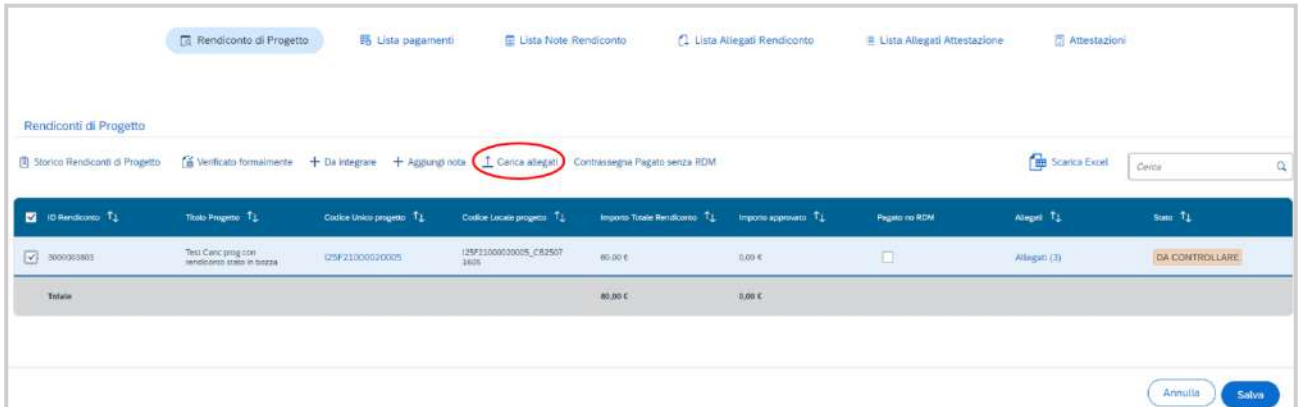 Rendiconto di Progetto Lista pagamenti Lista Note Rendiconto Lista Allegati Rendiconto Lista Allegati Attestazione Attestazioni
Rendiconti di Progetto
Storico Rendiconti di Progetto Verificato formalmente + Da integrare + Aggiungi nota Carica allegati Contrassegna Pagato senza RDM Scarica Excel Cerca
ID Rendiconto Titolo Progetto Codice Unico progetto Codice Locale progetto Importo Totale Rendiconto Importo approvato Pagato no RDM Allegati Stato
Test Canc prog con I25F21000020005_CB2507
3000003803 rendiconto stato in bozza I25F21000020005 1605 80,00 € 0,00 € Allegati (3) DA CONTROLLARE
Totale 80,00 € 0,00 €
Annulla Salva